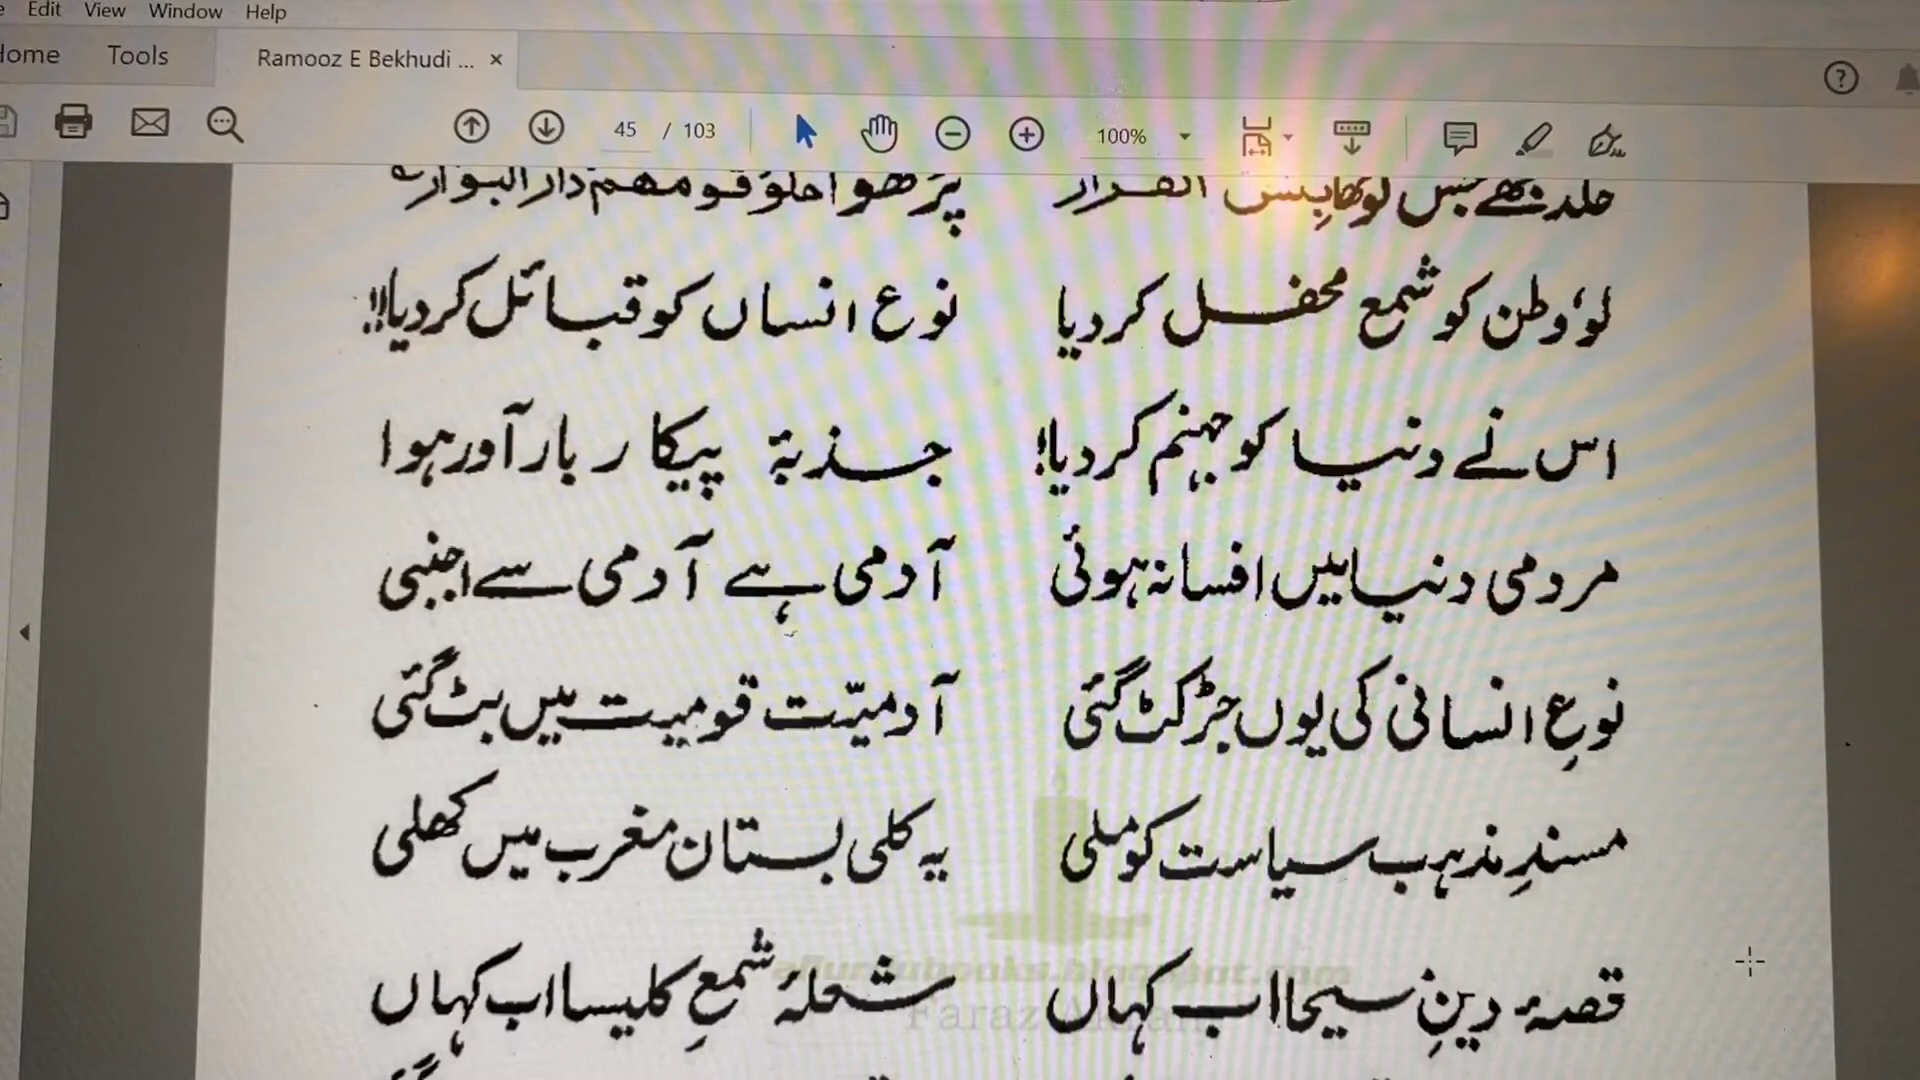 Edit View Window Help
Home Tools Ramooz E Bekhudi ... ×
45 / 103 100%
لو، وطن کو شمع محفل کر دیا نوع انساں کو قبائل کر دیا!!
اس نے دنیا کو جہنم کر دیا! جذبۂ پیکار بار آور ہوا
مردمی دنیا میں افسانہ ہوئی آدمی ہے آدمی سے اجنبی
نوعِ انسانی کی یوں جڑ کٹ گئی آدمیّت قومیت میں بٹ گئی
مسندِ مذہب سیاست کو ملی یہ کلی بستان مغرب میں کھلی
قصۂ دینِ مسیحا اب کہاں شعلۂ شمعِ کلیسا اب کہاں